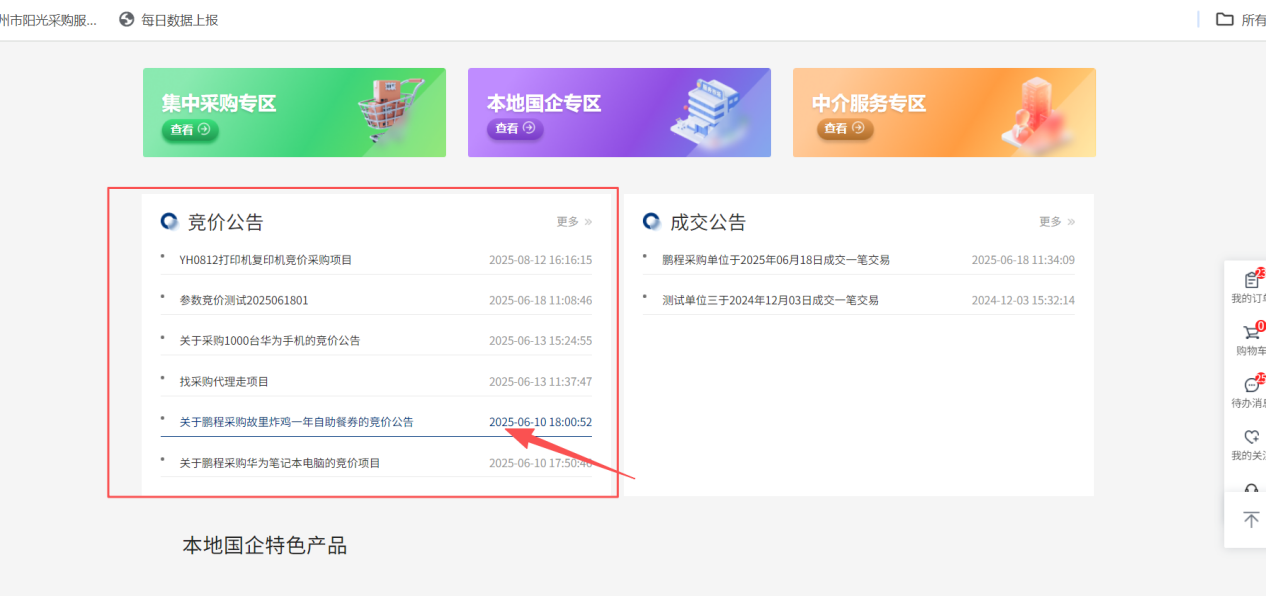 州市阳光采购服... 每日数据上报 所有
集中采购专区
查看
本地国企专区
查看
中介服务专区
查看
竞价公告 更多 »
YH0812打印机复印机竞价采购项目 2025-08-12 16:16:15
参数竞价测试2025061801 2025-06-18 11:08:46
关于采购1000台华为手机的竞价公告 2025-06-13 15:24:55
找采购代理走项目 2025-06-13 11:37:47
关于鹏程采购故里炸鸡一年自助餐券的竞价公告 2025-06-10 18:00:52
关于鹏程采购华为笔记本电脑的竞价项目 2025-06-10 17:50:46
成交公告 更多 »
鹏程采购单位于2025年06月18日成交一笔交易 2025-06-18 11:34:09
测试单位三于2024年12月03日成交一笔交易 2024-12-03 15:32:14
23
我的订单
0
购物车
25
待办消息
我的关注
本地国企特色产品